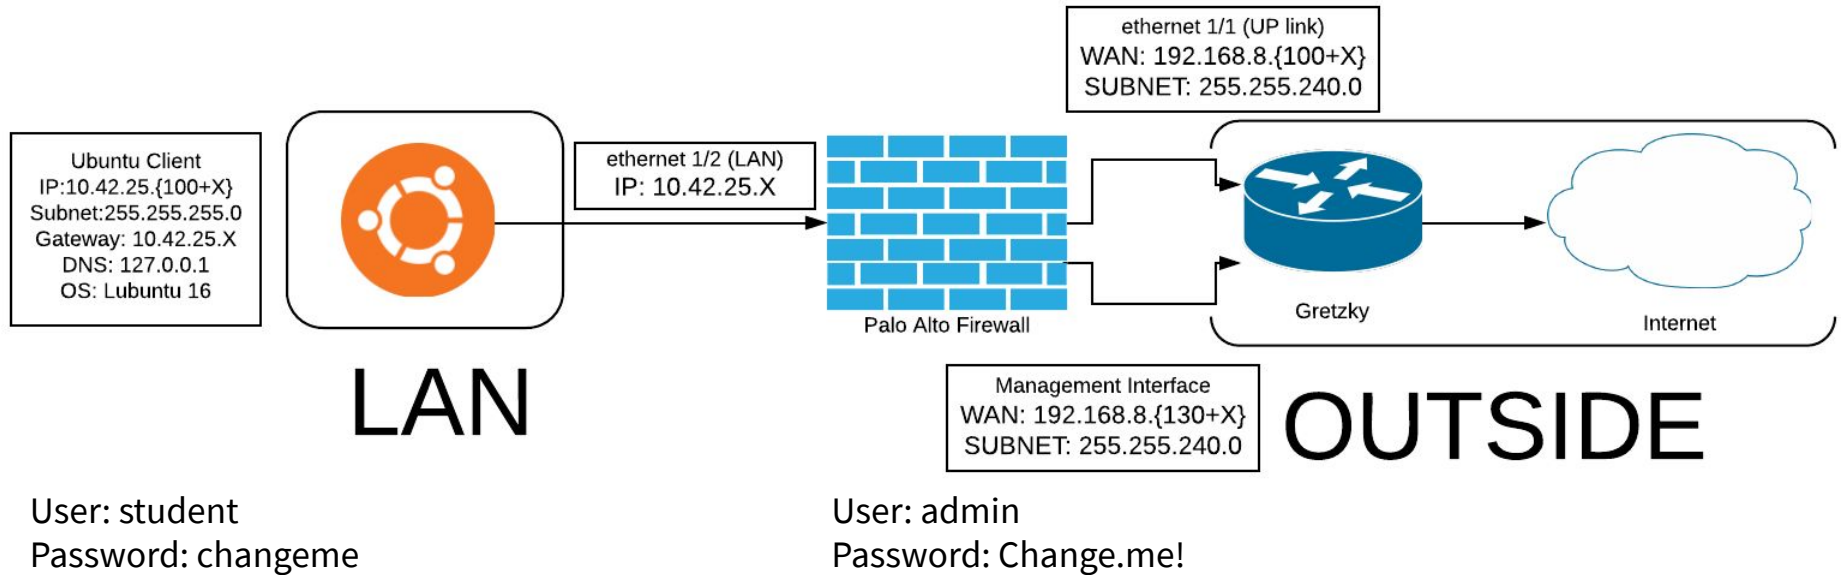 ethernet 1/1 (UP link)
WAN: 192.168.8.{100+X}
SUBNET: 255.255.240.0
Ubuntu Client
IP:10.42.25.{100+X}
Subnet:255.255.255.0
Gateway: 10.42.25.X
DNS: 127.0.0.1
OS: Lubuntu 16
ethernet 1/2 (LAN)
IP: 10.42.25.X
Palo Alto Firewall
Gretzky
Internet
LAN
Management Interface
WAN: 192.168.8.{130+X}
SUBNET: 255.255.240.0
OUTSIDE
User: student
Password: changeme
User: admin
Password: Change.me!